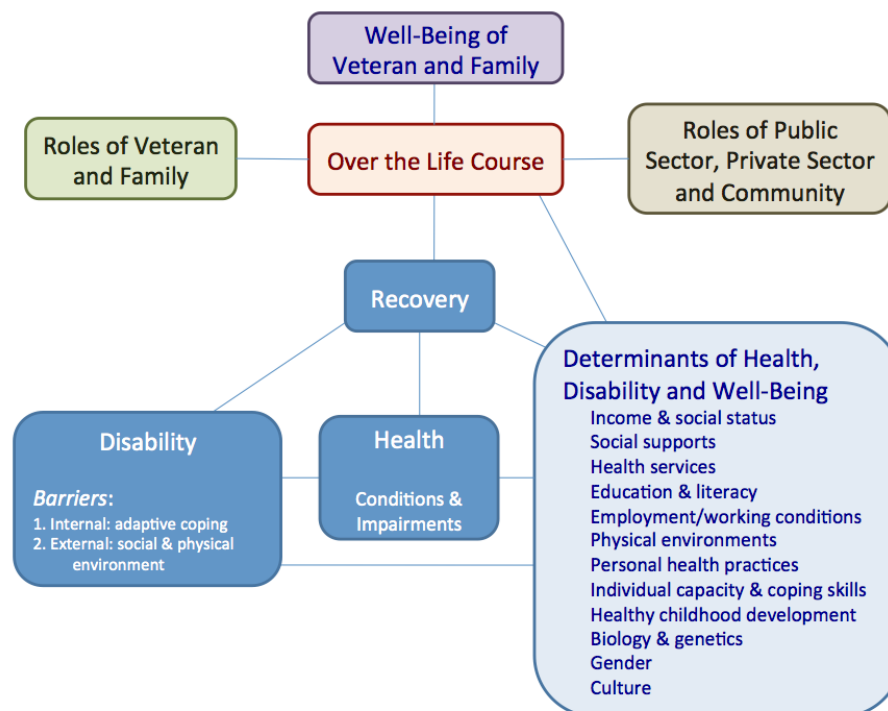 Well-Being of
Veteran and Family
Roles of Veteran
and Family
Over the Life Course
Roles of Public
Sector, Private Sector
and Community
Recovery
Disability
Barriers:
1. Internal: adaptive coping
2. External: social & physical
environment
Health
Conditions &
Impairments
Determinants of Health,
Disability and Well-Being
Income & social status
Social supports
Health services
Education & literacy
Employment/working conditions
Physical environments
Personal health practices
Individual capacity & coping skills
Healthy childhood development
Biology & genetics
Gender
Culture